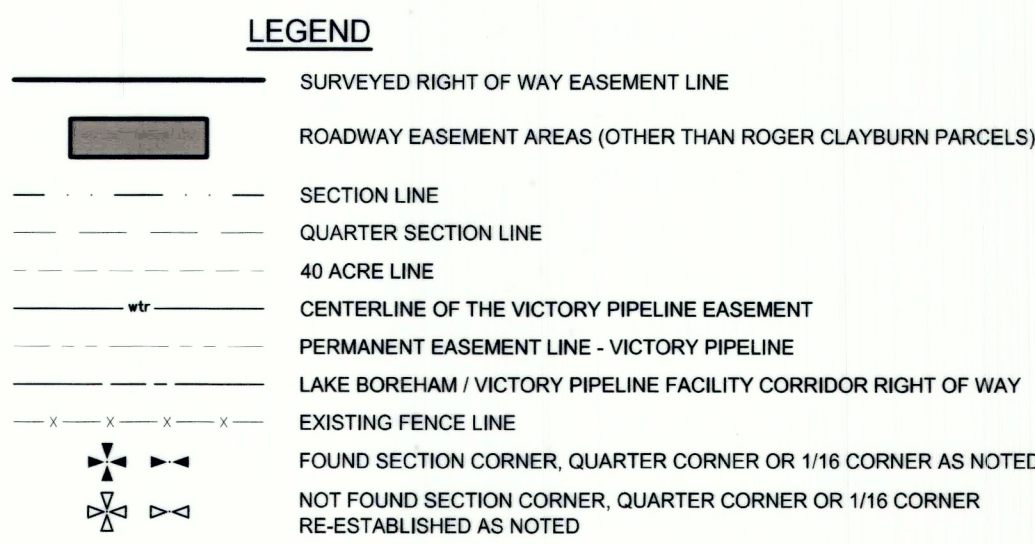 LEGEND
SURVEYED RIGHT OF WAY EASEMENT LINE
ROADWAY EASEMENT AREAS (OTHER THAN ROGER CLAYBURN PARCELS)
SECTION LINE
QUARTER SECTION LINE
40 ACRE LINE
wtr CENTERLINE OF THE VICTORY PIPELINE EASEMENT
PERMANENT EASEMENT LINE - VICTORY PIPELINE
LAKE BOREHAM / VICTORY PIPELINE FACILITY CORRIDOR RIGHT OF WAY
x x x x EXISTING FENCE LINE
FOUND SECTION CORNER, QUARTER CORNER OR 1/16 CORNER AS NOTED
NOT FOUND SECTION CORNER, QUARTER CORNER OR 1/16 CORNER
RE-ESTABLISHED AS NOTED